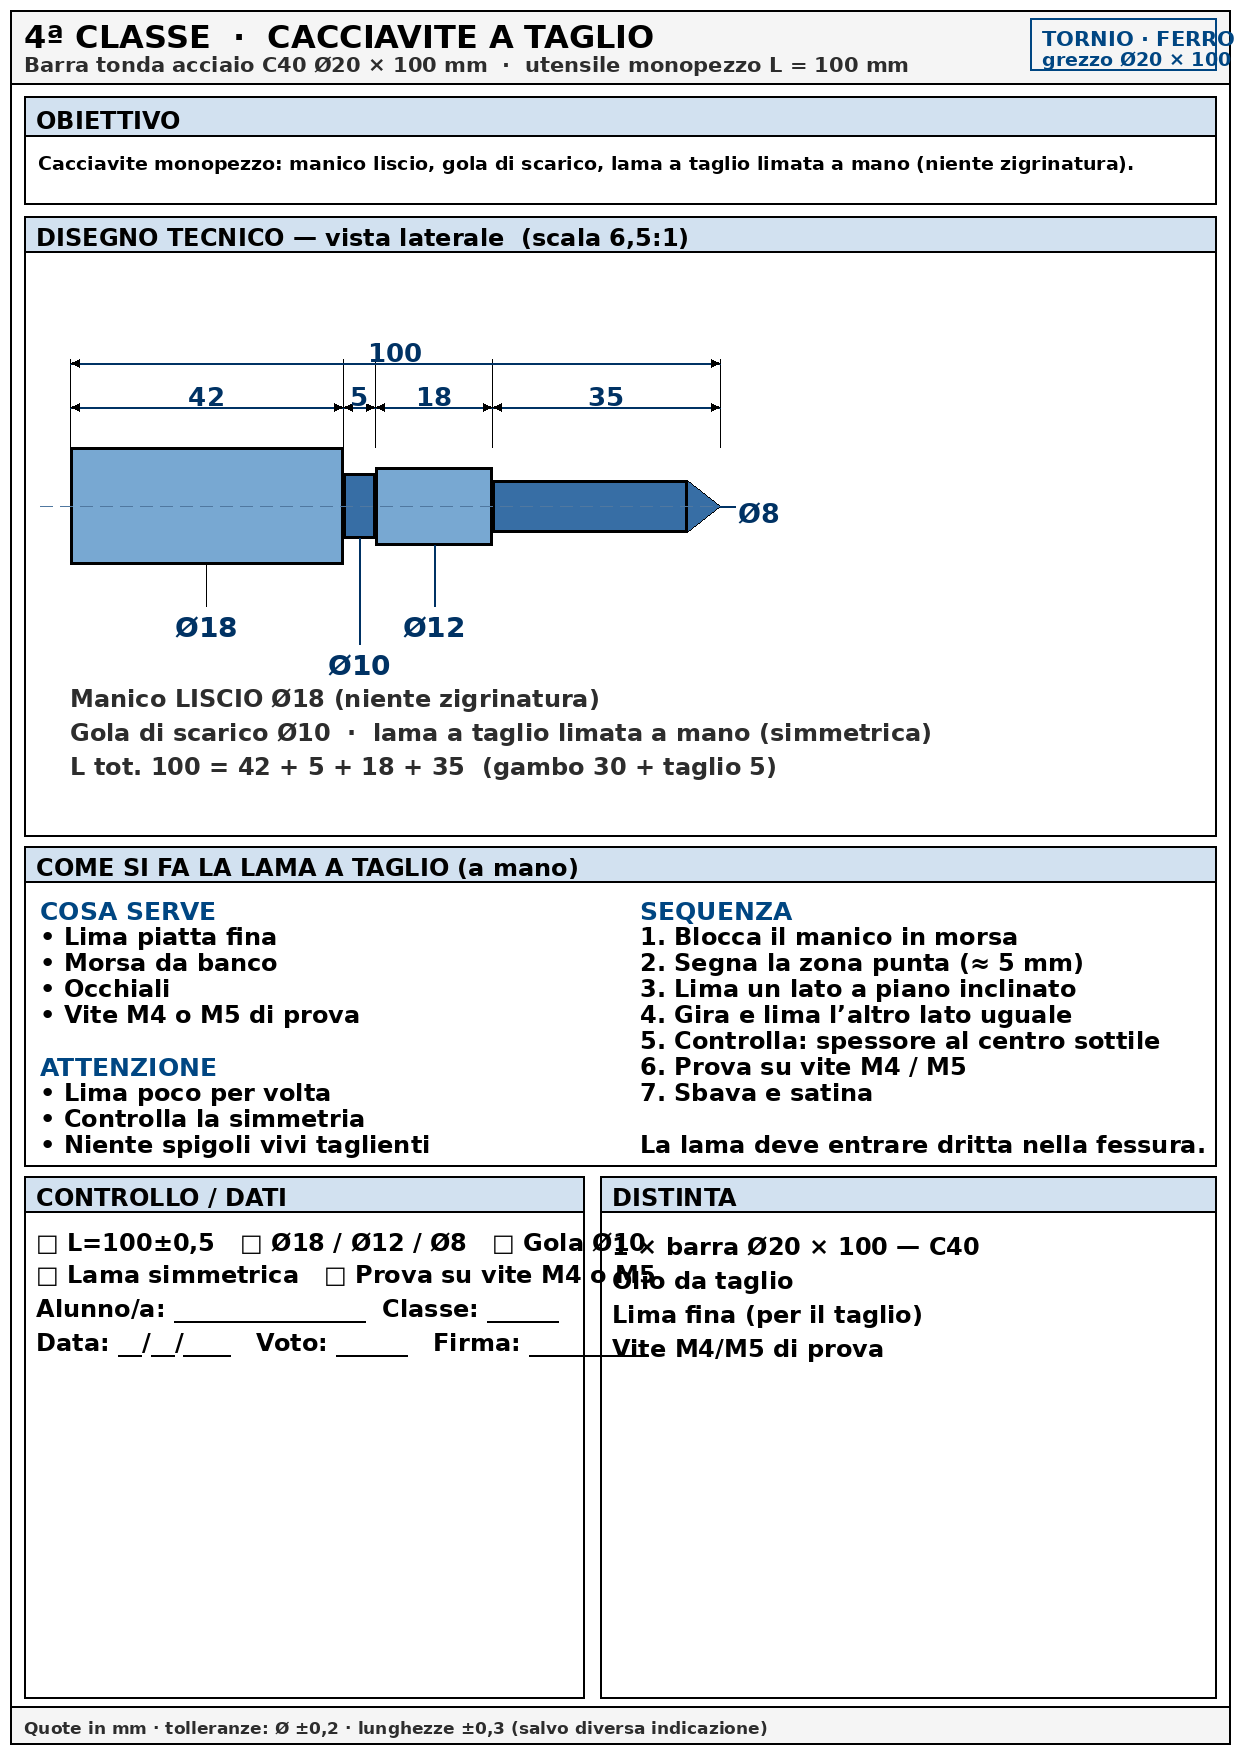 4ª CLASSE · CACCIAVITE A TAGLIO
Barra tonda acciaio C40 Ø20 × 100 mm · utensile monopezzo L = 100 mm
TORNIO · FERRO
grezzo Ø20 × 100
OBIETTIVO
Cacciavite monopezzo: manico liscio, gola di scarico, lama a taglio limata a mano (niente zigrinatura).
DISEGNO TECNICO — vista laterale (scala 6,5:1)
100
42 5 18 35
Ø8
Ø18 Ø12
Ø10
Manico LISCIO Ø18 (niente zigrinatura)
Gola di scarico Ø10 · lama a taglio limata a mano (simmetrica)
L tot. 100 = 42 + 5 + 18 + 35 (gambo 30 + taglio 5)
COME SI FA LA LAMA A TAGLIO (a mano)
COSA SERVE
• Lima piatta fina
• Morsa da banco
• Occhiali
• Vite M4 o M5 di prova
ATTENZIONE
• Lima poco per volta
• Controlla la simmetria
• Niente spigoli vivi taglienti
SEQUENZA
1. Blocca il manico in morsa
2. Segna la zona punta (≈ 5 mm)
3. Lima un lato a piano inclinato
4. Gira e lima l’altro lato uguale
5. Controlla: spessore al centro sottile
6. Prova su vite M4 / M5
7. Sbava e satina
La lama deve entrare dritta nella fessura.
CONTROLLO / DATI
□ L=100±0,5 □ Ø18 / Ø12 / Ø8 □ Gola Ø10
□ Lama simmetrica □ Prova su vite M4 o M5
Alunno/a: ________________ Classe: ______
Data: __/__/____ Voto: ______ Firma: __________
DISTINTA
1 × barra Ø20 × 100 — C40
Olio da taglio
Lima fina (per il taglio)
Vite M4/M5 di prova
Quote in mm · tolleranze: Ø ±0,2 · lunghezze ±0,3 (salvo diversa indicazione)